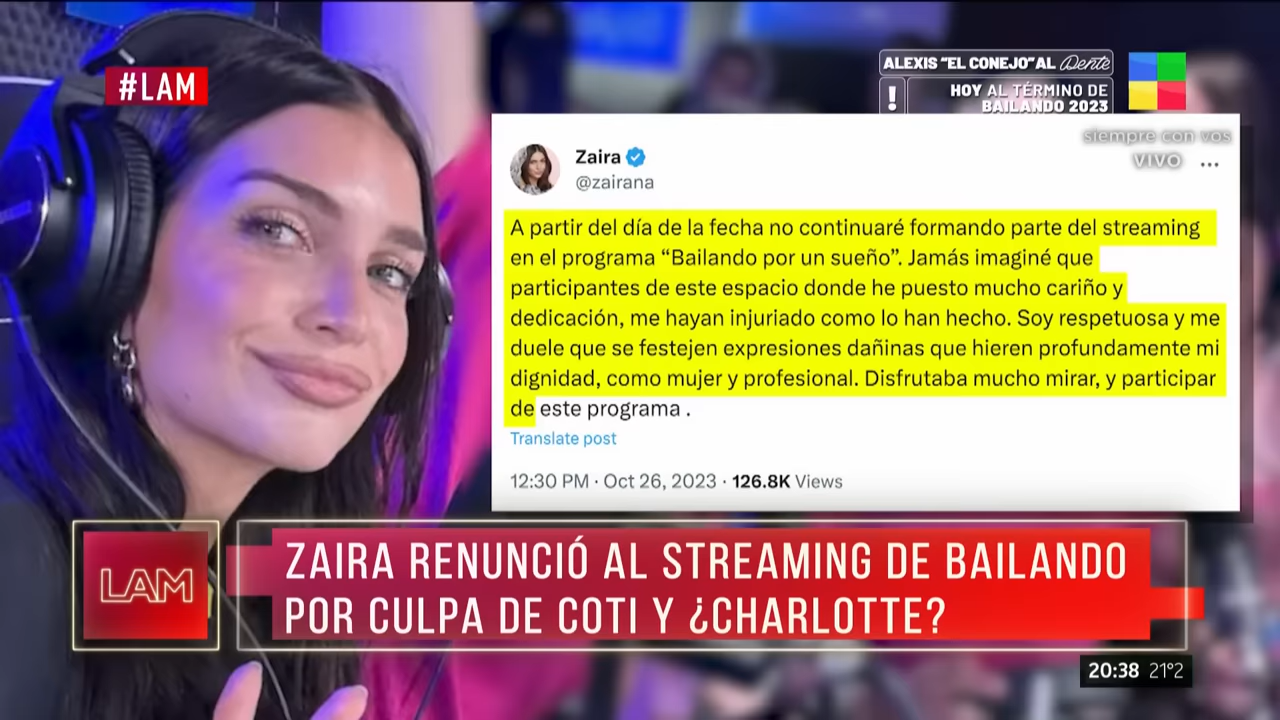 #LAM
ALEXIS "EL CONEJO" AL Dente
! HOY AL TÉRMINO DE
BAILANDO 2023
siempre con vos
VIVO
Zaira
@zairana
A partir del día de la fecha no continuaré formando parte del streaming
en el programa “Bailando por un sueño”. Jamás imaginé que
participantes de este espacio donde he puesto mucho cariño y
dedicación, me hayan injuriado como lo han hecho. Soy respetuosa y me
duele que se festejen expresiones dañinas que hieren profundamente mi
dignidad, como mujer y profesional. Disfrutaba mucho mirar, y participar
de este programa .
Translate post
12:30 PM · Oct 26, 2023 · 126.8K Views
LAM
ZAIRA RENUNCIÓ AL STREAMING DE BAILANDO
POR CULPA DE COTI Y ¿CHARLOTTE?
20:38 21°2